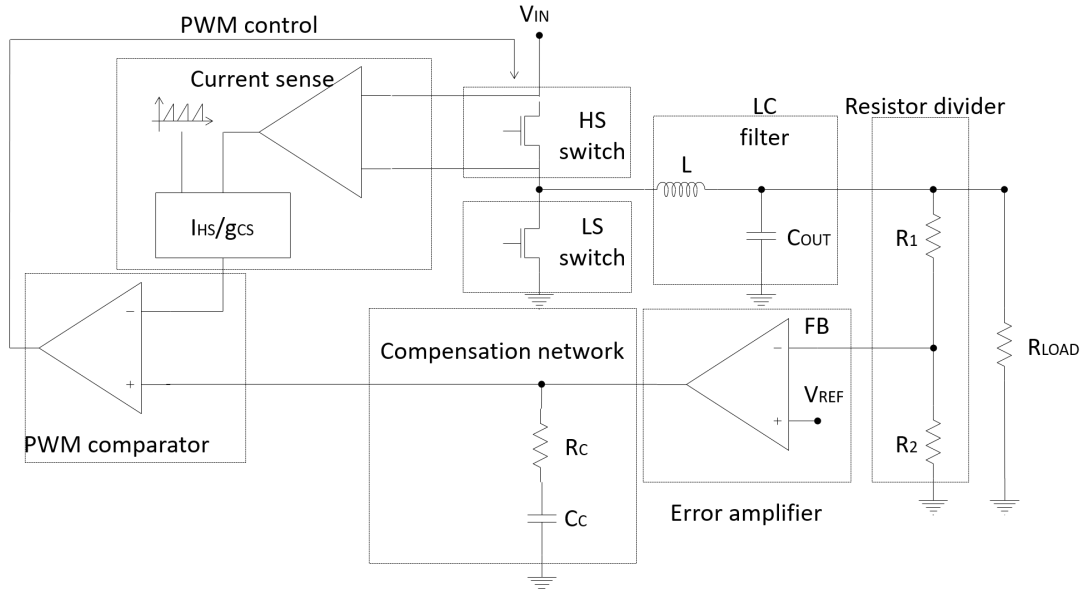 VIN
PWM control
Current sense
LC
filter
Resistor divider
HS
switch
L
IHS/gCS
LS
switch
COUT
R1
FB
RLOAD
Compensation network
VREF
−
+
−
+
PWM comparator
RC
R2
CC
Error amplifier